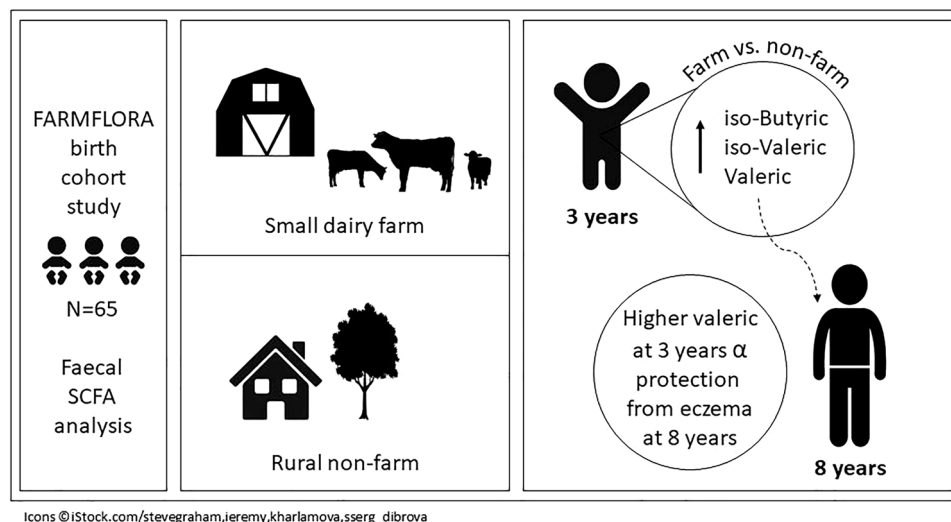 FARMFLORA
birth
cohort
study
N=65
Faecal
SCFA
analysis
Small dairy farm
Rural non-farm
Farm vs. non-farm
iso-Butyric
iso-Valeric
Valeric
3 years
Higher valeric
at 3 years α
protection
from eczema
at 8 years
8 years
Icons ©iStock.com/stevegraham,jeremy,kharlamova,sserg_dibrova